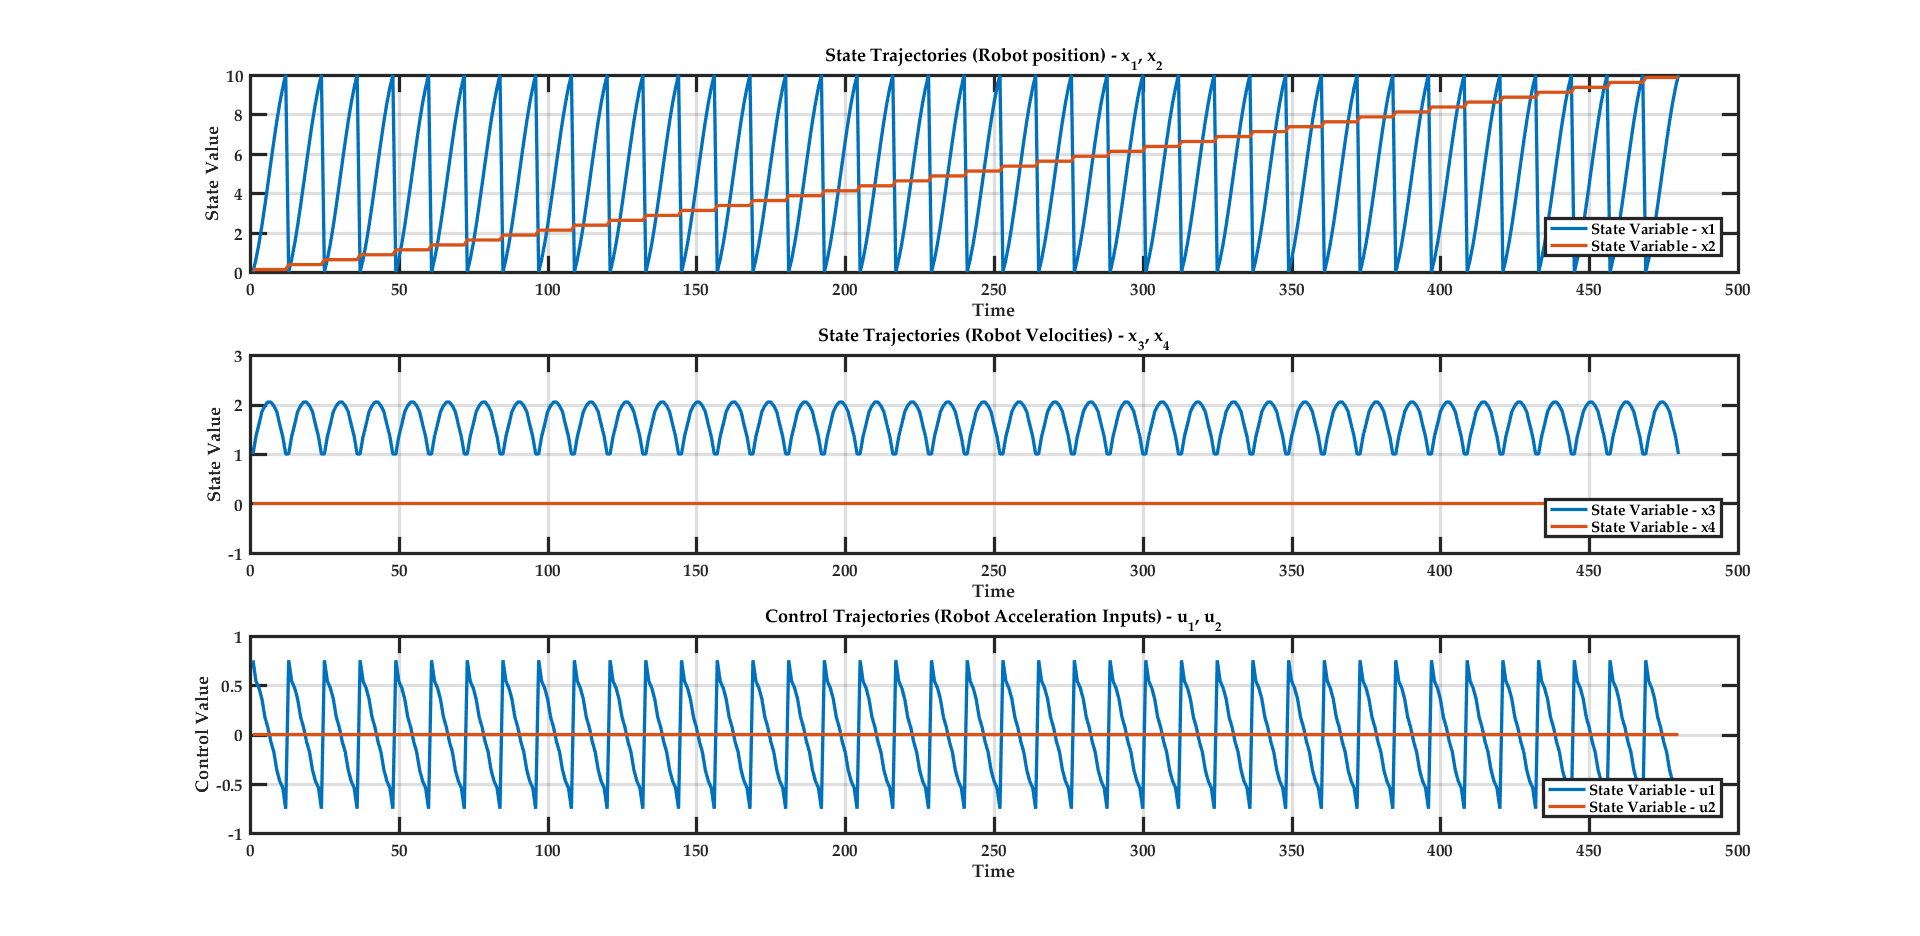 State Trajectories (Robot position) - x1, x2
State Value
10
8
6
4
2
0
State Variable - x1
State Variable - x2
0 50 100 150 200 250 300 350 400 450 500
Time
State Trajectories (Robot Velocities) - x3, x4
State Value
3
2
1
0
-1
State Variable - x3
State Variable - x4
0 50 100 150 200 250 300 350 400 450 500
Time
Control Trajectories (Robot Acceleration Inputs) - u1, u2
Control Value
1
0.5
0
-0.5
-1
State Variable - u1
State Variable - u2
0 50 100 150 200 250 300 350 400 450 500
Time